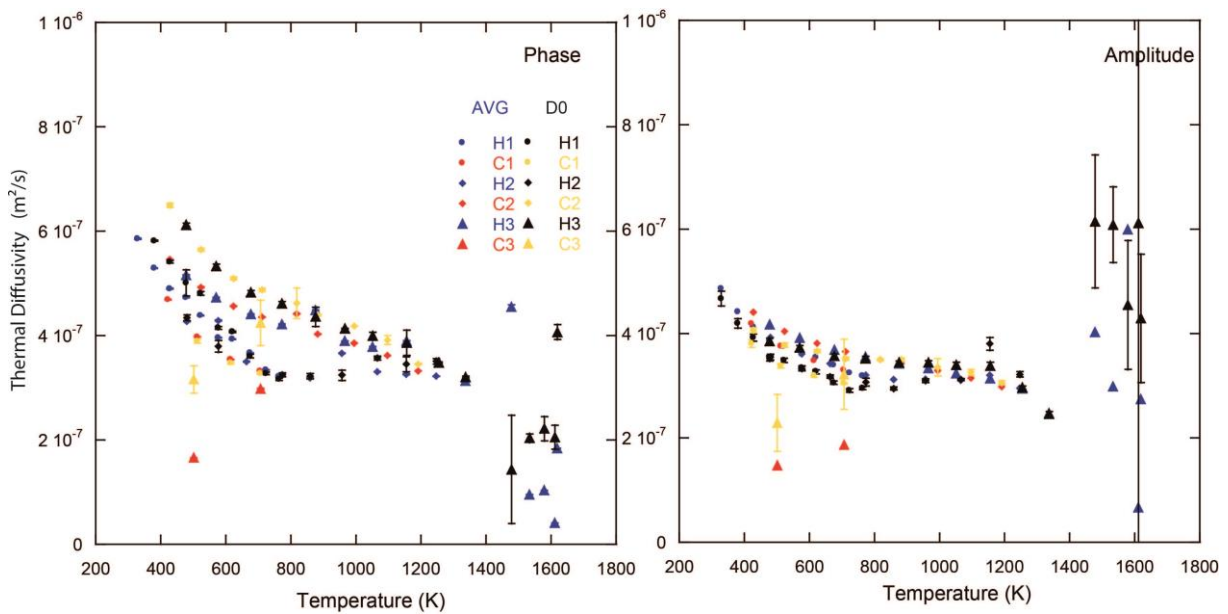 1 10⁻⁶
Phase
AVG D0
H1 H1
C1 C1
H2 H2
C2 C2
H3 H3
C3 C3
8 10⁻⁷
6 10⁻⁷
4 10⁻⁷
2 10⁻⁷
0
200 400 600 800 1000 1200 1400 1600 1800
Temperature (K)
Thermal Diffusivity (m²/s)
1 10⁻⁶
Amplitude
8 10⁻⁷
6 10⁻⁷
4 10⁻⁷
2 10⁻⁷
0
200 400 600 800 1000 1200 1400 1600 1800
Temperature (K)